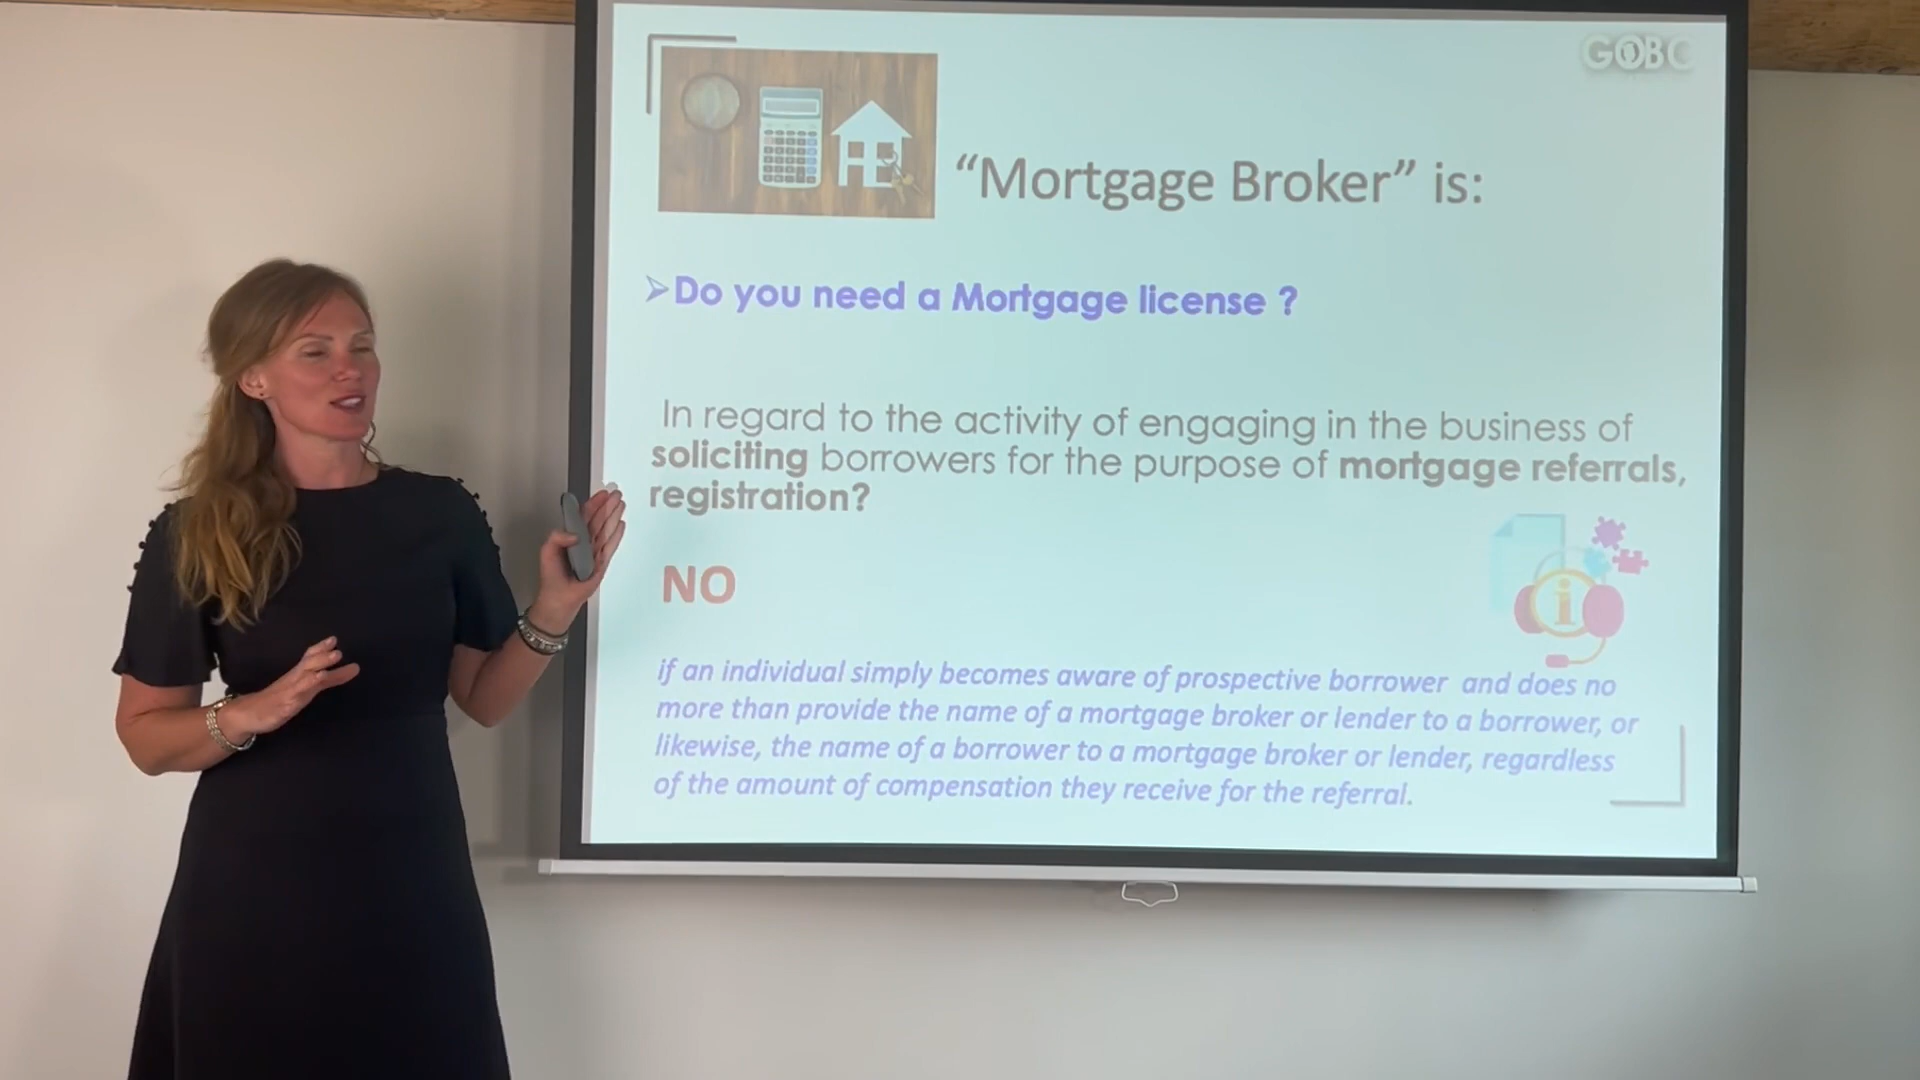 GOBC
“Mortgage Broker” is:
➢Do you need a Mortgage license ?
In regard to the activity of engaging in the business of
soliciting borrowers for the purpose of mortgage referrals,
registration?
NO
i
if an individual simply becomes aware of prospective borrower and does no
more than provide the name of a mortgage broker or lender to a borrower, or
likewise, the name of a borrower to a mortgage broker or lender, regardless
of the amount of compensation they receive for the referral.